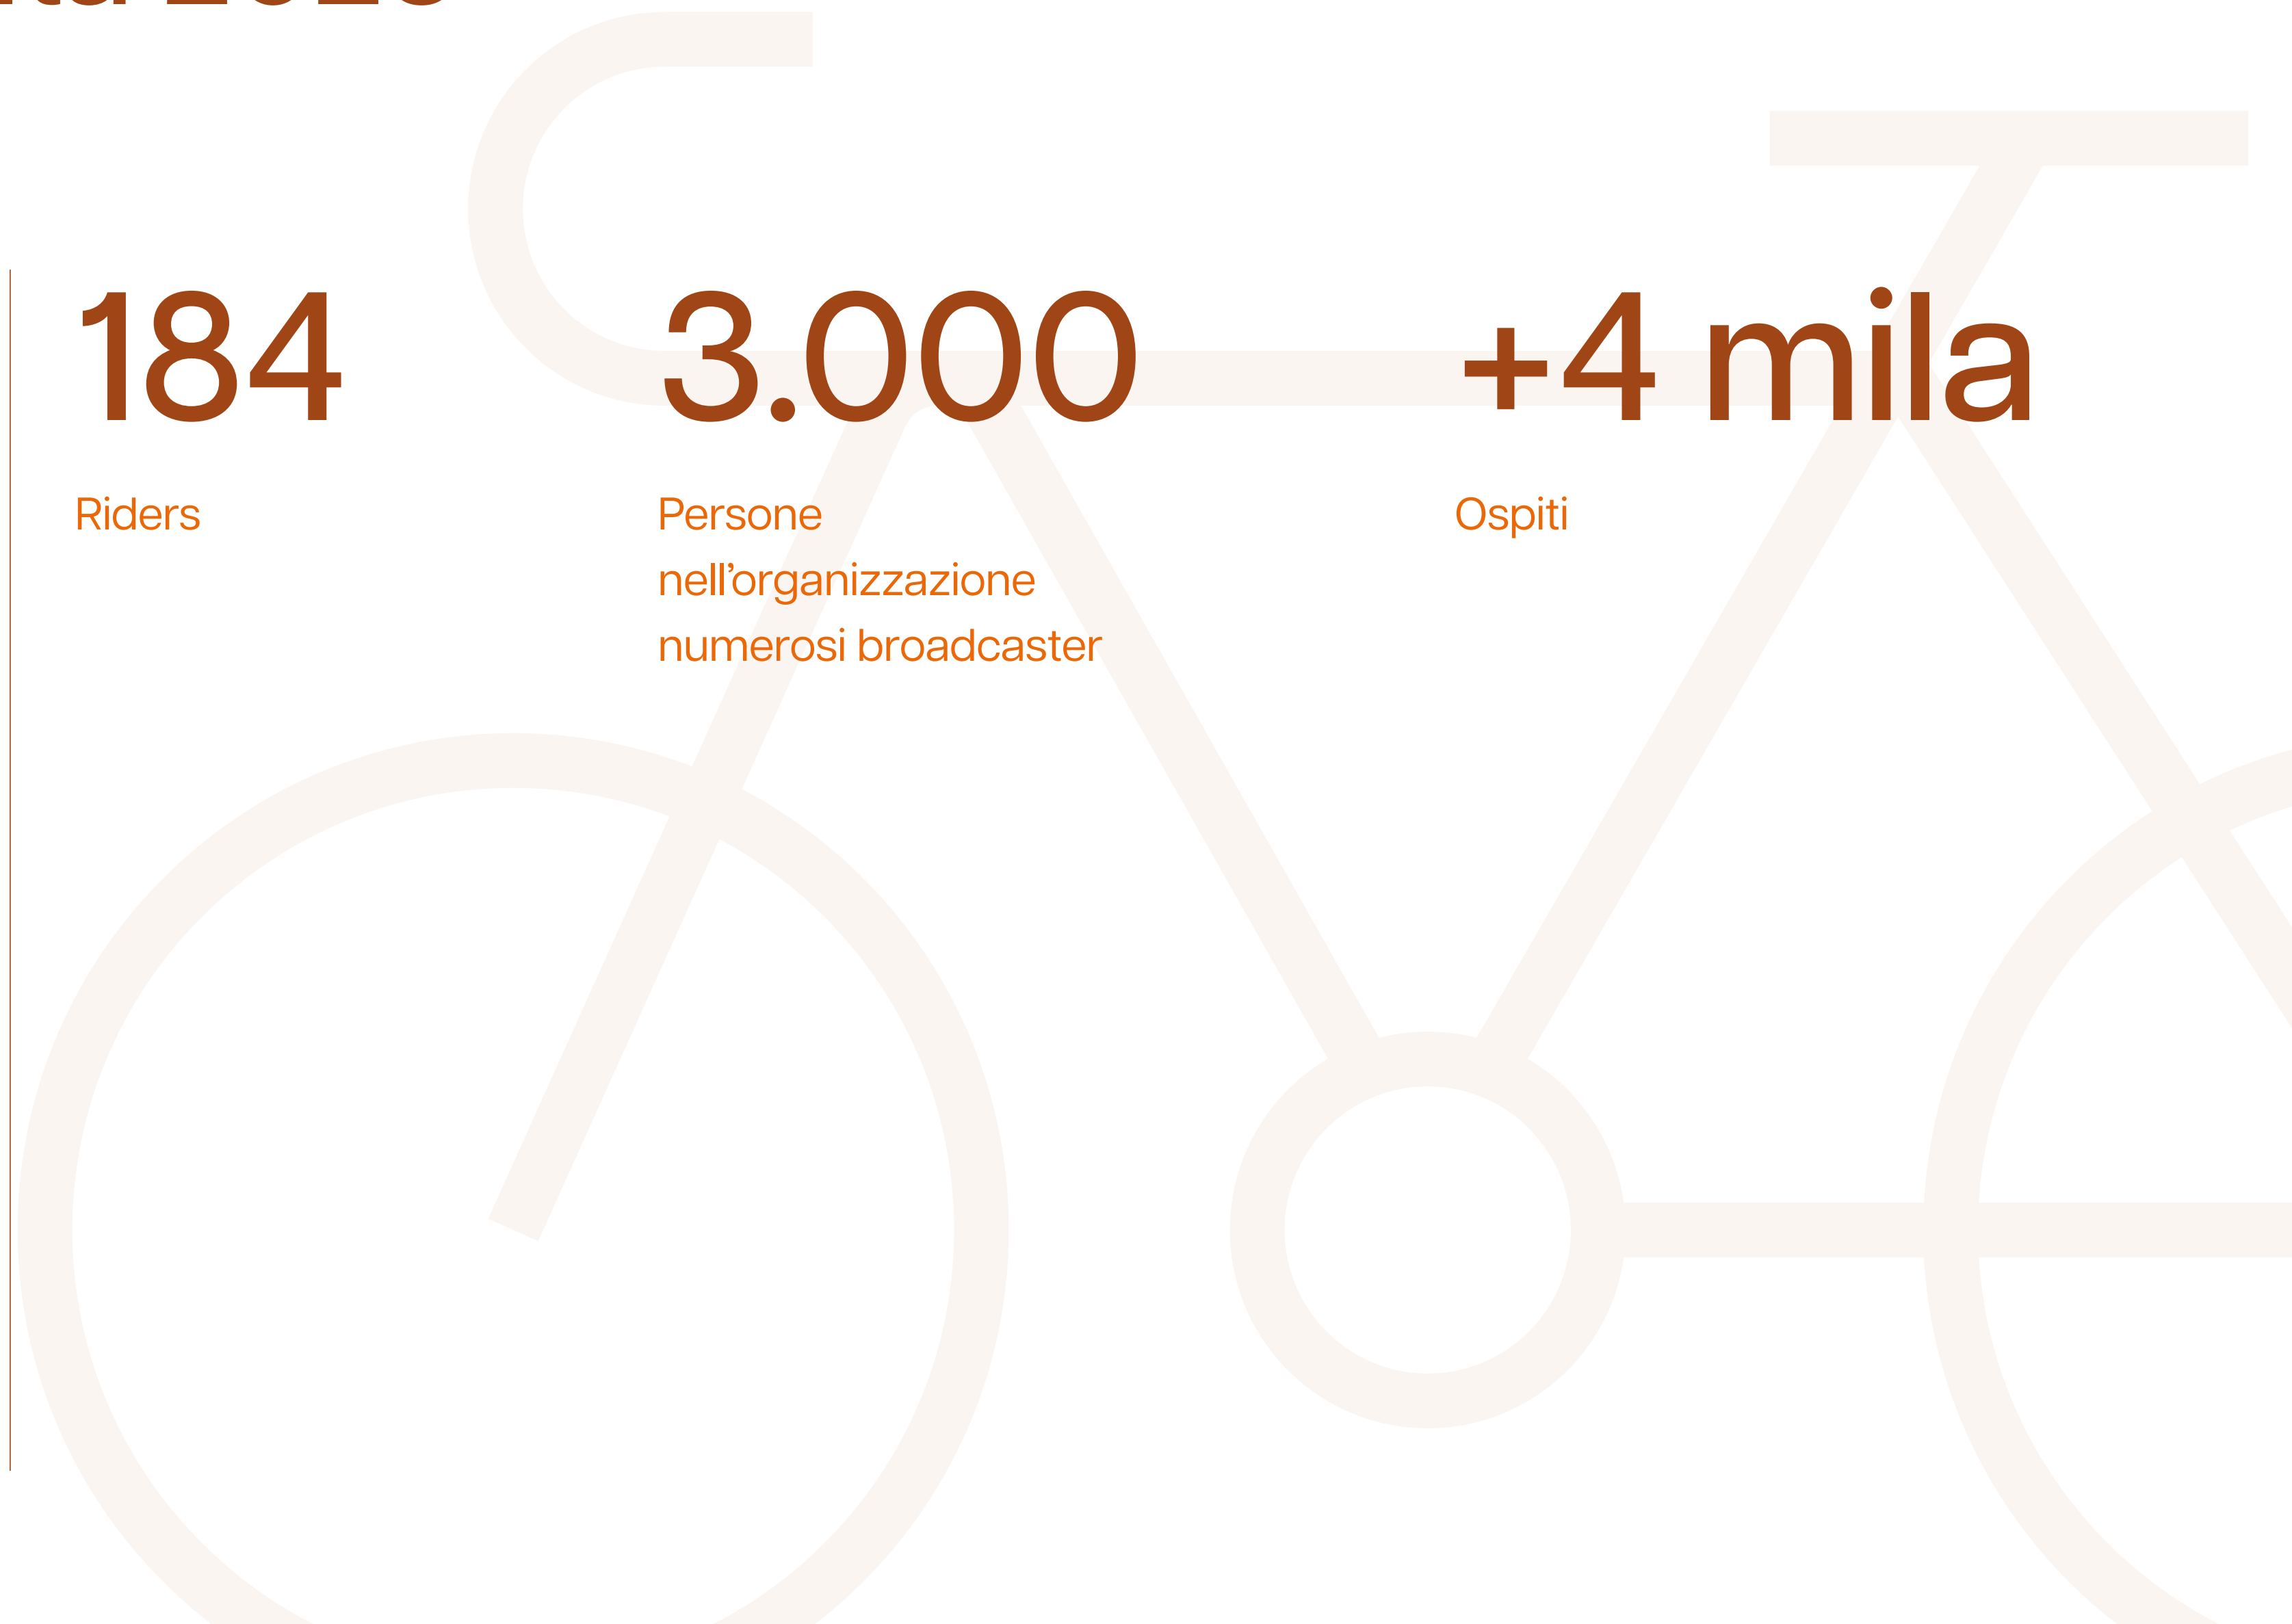 184
Riders
3.000
Persone
nell’organizzazione
numerosi broadcaster
+4 mila
Ospiti